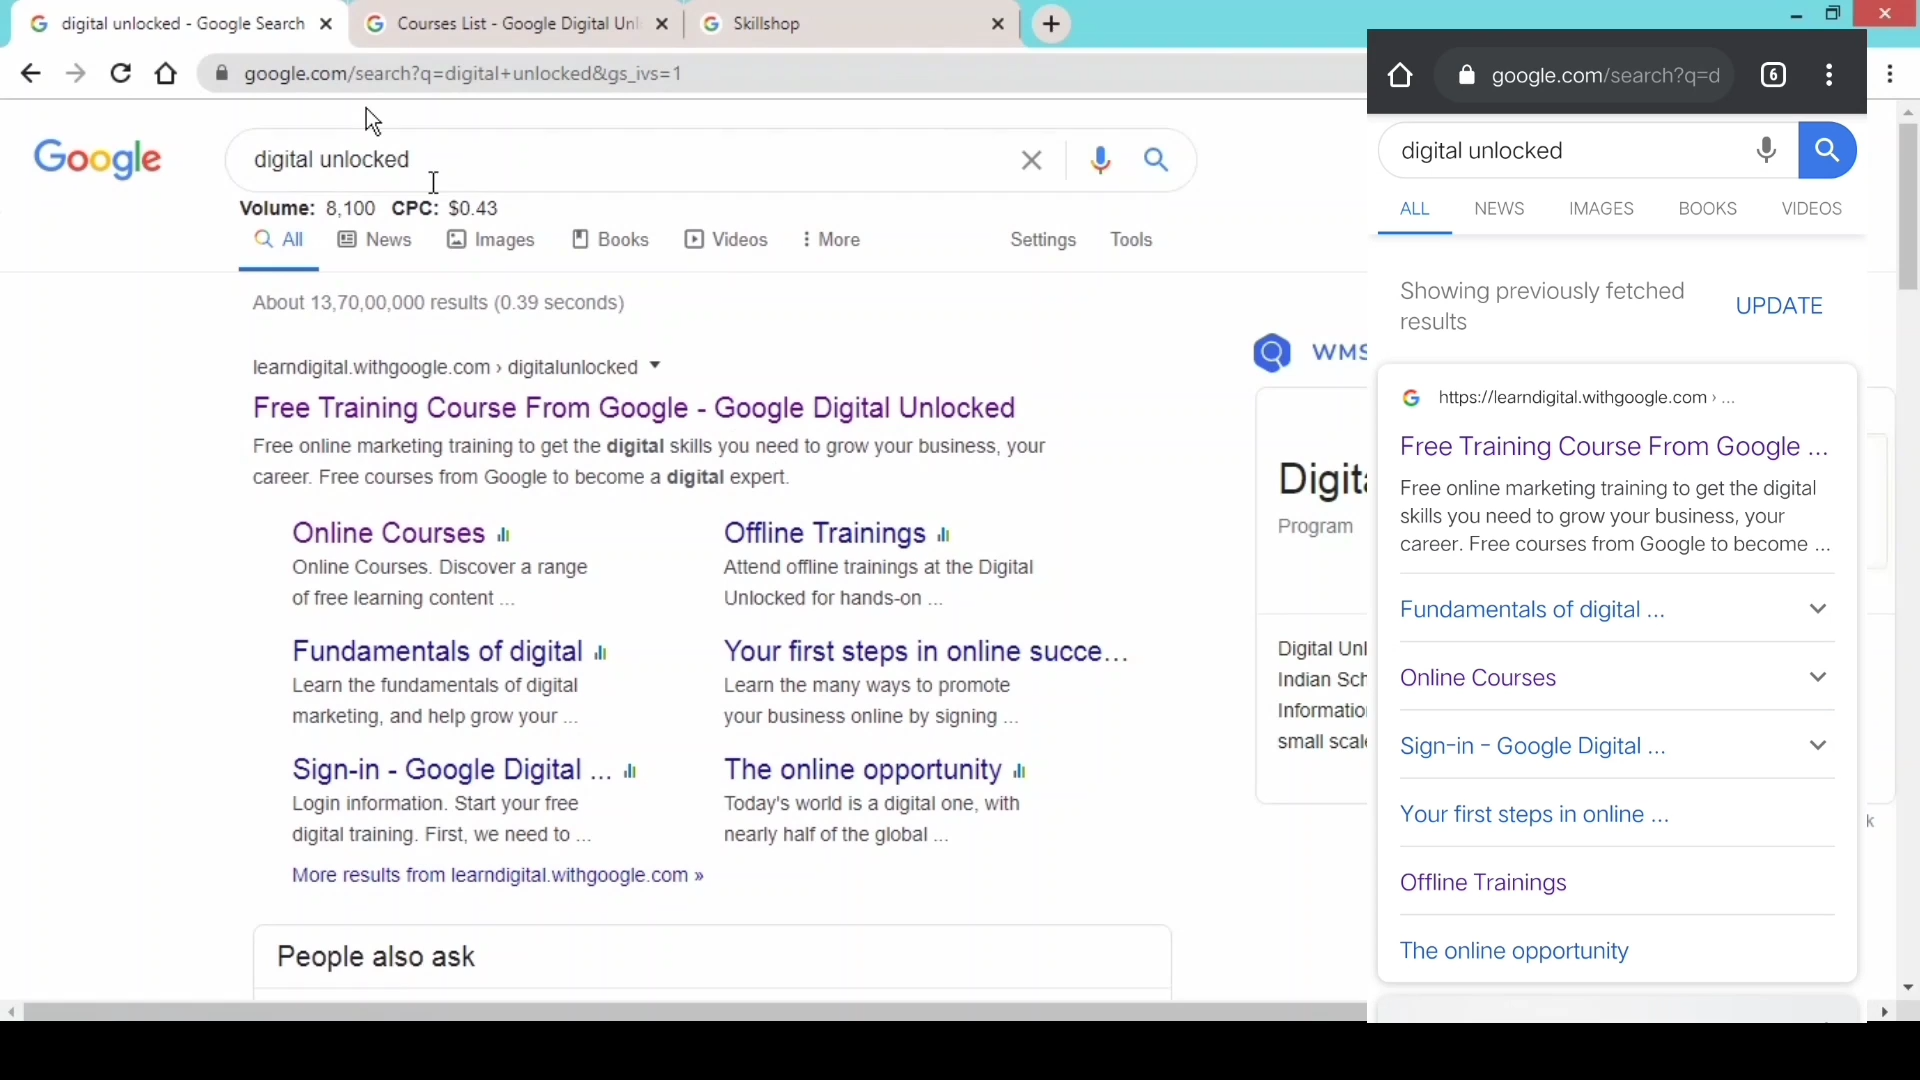 digital unlocked - Google Search
Courses List - Google Digital Unl
Skillshop
google.com/search?q=digital+unlocked&gs_ivs=1
Google
digital unlocked
Volume: 8,100 CPC: $0.43
All
News
Images
Books
Videos
More
Settings
Tools
About 13,70,00,000 results (0.39 seconds)
learndigital.withgoogle.com › digitalunlocked
Free Training Course From Google - Google Digital Unlocked
Free online marketing training to get the digital skills you need to grow your business, your
career. Free courses from Google to become a digital expert.
Online Courses
Online Courses. Discover a range
of free learning content ...
Offline Trainings
Attend offline trainings at the Digital
Unlocked for hands-on ...
Fundamentals of digital
Learn the fundamentals of digital
marketing, and help grow your ...
Your first steps in online succe...
Learn the many ways to promote
your business online by signing ...
Sign-in - Google Digital ...
Login information. Start your free
digital training. First, we need to ...
The online opportunity
Today's world is a digital one, with
nearly half of the global ...
More results from learndigital.withgoogle.com »
People also ask
WMS
Digita
Program
Digital Unl
Indian Sch
Informatio
small scale
k
google.com/search?q=d
6
digital unlocked
ALL
NEWS
IMAGES
BOOKS
VIDEOS
Showing previously fetched
results
UPDATE
https://learndigital.withgoogle.com › ...
Free Training Course From Google ...
Free online marketing training to get the digital
skills you need to grow your business, your
career. Free courses from Google to become ...
Fundamentals of digital ...
Online Courses
Sign-in - Google Digital ...
Your first steps in online ...
Offline Trainings
The online opportunity